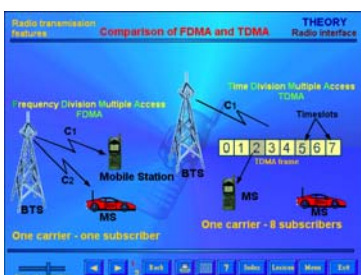 Radio transmission
features
Comparison of FDMA and TDMA
THEORY
Radio interface
Frequency Division Multiple Access
FDMA
C1
C2
Mobile Station
BTS
MS
One carrier - one subscriber
Time Division Multiple Access
TDMA
C1
Timeslots
0 1 2 3 4 5 6 7
TDMA frame
BTS
MS
MS
One carrier - 8 subscribers
Back
?
Index
Lexicon
Menu
Exit